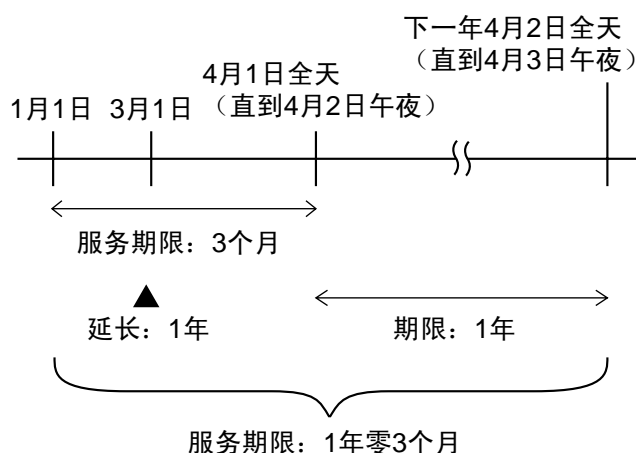 下一年4月2日全天
（直到4月3日午夜）
4月1日全天
（直到4月2日午夜）
1月1日 3月1日
服务期限：3个月
延长：1年
期限：1年
服务期限：1年零3个月